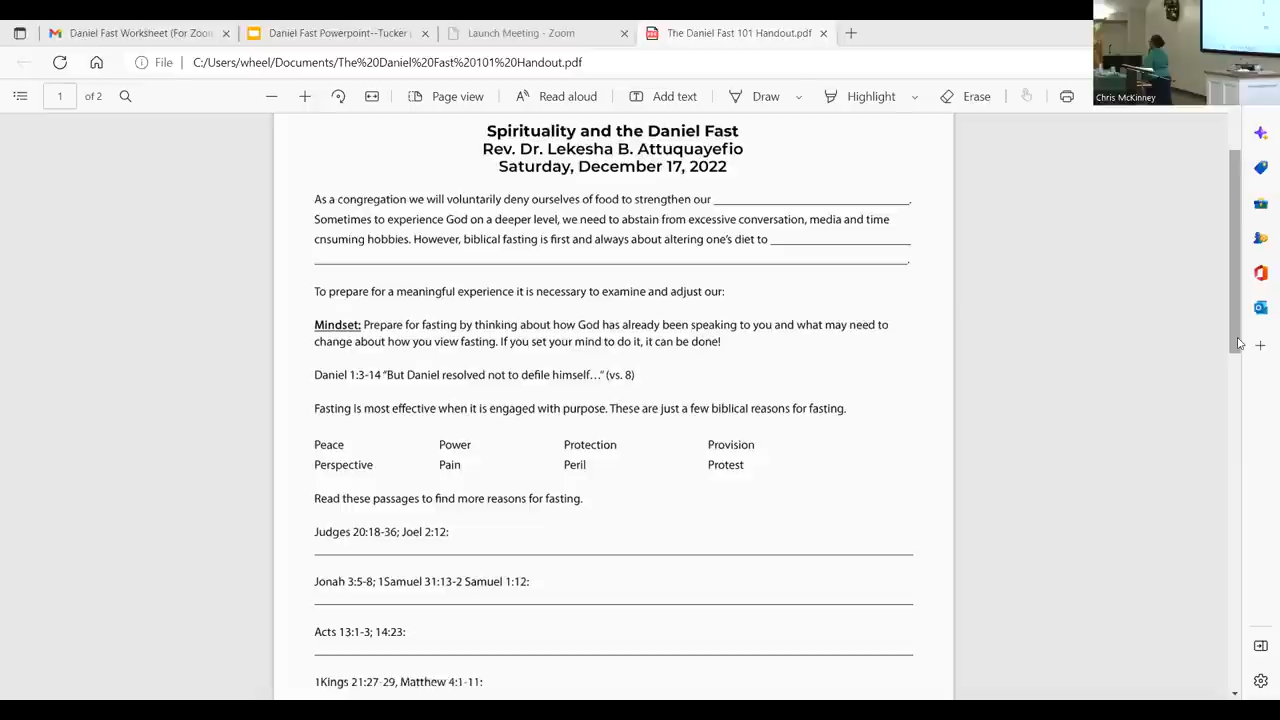 Daniel Fast Worksheet (For Zoom
Daniel Fast Powerpoint--Tucker
Launch Meeting - Zoom
The Daniel Fast 101 Handout.pdf
File
C:/Users/wheel/Documents/The%20Daniel%20Fast%20101%20Handout.pdf
1
of 2
Page view
Read aloud
Add text
Draw
Highlight
Erase
Chris McKinney
Spirituality and the Daniel Fast
Rev. Dr. Lekesha B. Attuquayefio
Saturday, December 17, 2022
As a congregation we will voluntarily deny ourselves of food to strengthen our ____________________.
Sometimes to experience God on a deeper level, we need to abstain from excessive conversation, media and time
cnsuming hobbies. However, biblical fasting is first and always about altering one's diet to ____________________
____________________.
To prepare for a meaningful experience it is necessary to examine and adjust our:
Mindset: Prepare for fasting by thinking about how God has already been speaking to you and what may need to
change about how you view fasting. If you set your mind to do it, it can be done!
Daniel 1:3-14 “But Daniel resolved not to defile himself…” (vs. 8)
Fasting is most effective when it is engaged with purpose. These are just a few biblical reasons for fasting.
Peace Power Protection Provision
Perspective Pain Peril Protest
Read these passages to find more reasons for fasting.
Judges 20:18-36; Joel 2:12:
Jonah 3:5-8; 1Samuel 31:13-2 Samuel 1:12:
Acts 13:1-3; 14:23:
1Kings 21:27-29, Matthew 4:1-11: